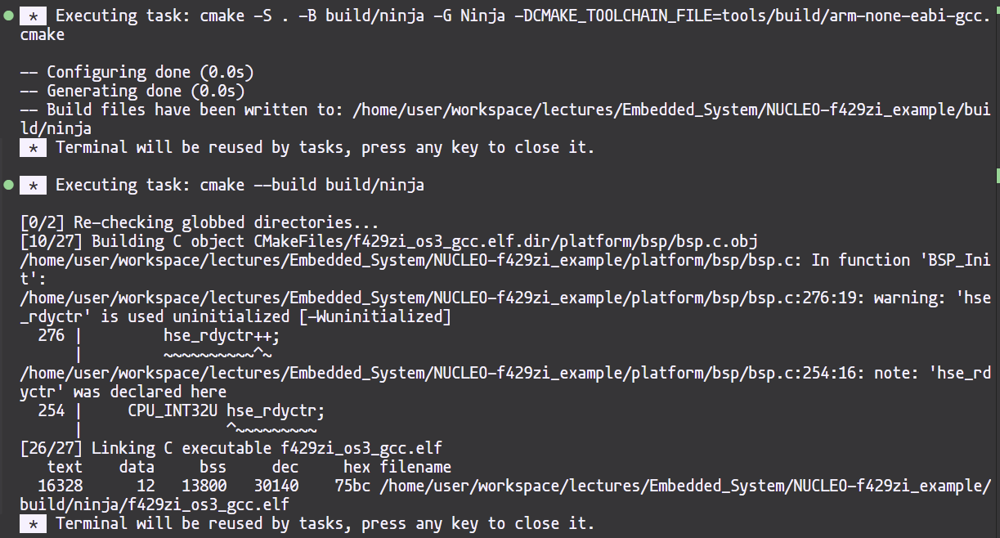 * Executing task: cmake -S . -B build/ninja -G Ninja -DCMAKE_TOOLCHAIN_FILE=tools/build/arm-none-eabi-gcc.
cmake
-- Configuring done (0.0s)
-- Generating done (0.0s)
-- Build files have been written to: /home/user/workspace/lectures/Embedded_System/NUCLEO-f429zi_example/bui
ld/ninja
* Terminal will be reused by tasks, press any key to close it.
* Executing task: cmake --build build/ninja
[0/2] Re-checking globbed directories...
[10/27] Building C object CMakeFiles/f429zi_os3_gcc.elf.dir/platform/bsp/bsp.c.obj
/home/user/workspace/lectures/Embedded_System/NUCLEO-f429zi_example/platform/bsp/bsp.c: In function 'BSP_Ini
t':
/home/user/workspace/lectures/Embedded_System/NUCLEO-f429zi_example/platform/bsp/bsp.c:276:19: warning: 'hse
_rdyctr' is used uninitialized [-Wuninitialized]
276 |         hse_rdyctr++;
|         ~~~~~~~~~~^~
/home/user/workspace/lectures/Embedded_System/NUCLEO-f429zi_example/platform/bsp/bsp.c:254:16: note: 'hse_rd
yctr' was declared here
254 |     CPU_INT32U hse_rdyctr;
|                ^~~~~~~~~~
[26/27] Linking C executable f429zi_os3_gcc.elf
text    data     bss     dec     hex filename
16328      12   13800   30140    75bc /home/user/workspace/lectures/Embedded_System/NUCLEO-f429zi_example/
build/ninja/f429zi_os3_gcc.elf
* Terminal will be reused by tasks, press any key to close it.